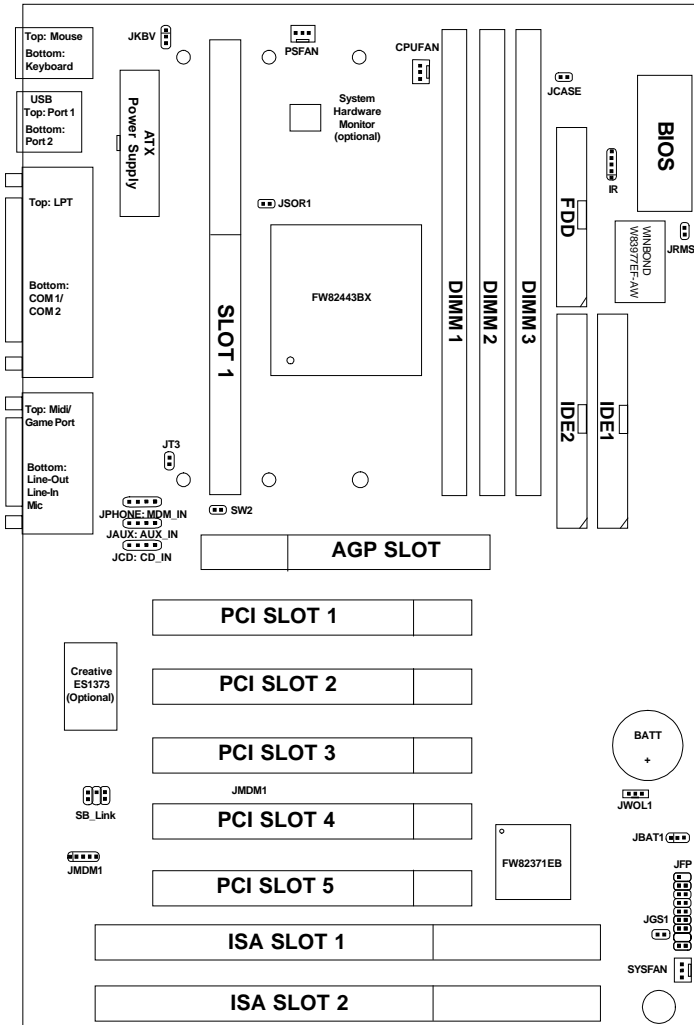 Top: Mouse
Bottom:
Keyboard
JKBV
PSFAN
CPUFAN
JCASE
USB
Top: Port 1
Bottom:
Port 2
ATX
Power Supply
System
Hardware
Monitor
(optional)
BIOS
IR
FDD
WINBOND
W83977EF-AW
JRMS
Top: LPT
Bottom:
COM 1/
COM 2
JSOR1
FW82443BX
SLOT 1
DIMM 1
DIMM 2
DIMM 3
IDE2
IDE1
Top: Midi/
Game Port
Bottom:
Line-Out
Line-In
Mic
JT3
JPHONE: MDM_IN
JAUX: AUX_IN
JCD: CD_IN
SW2
AGP SLOT
PCI SLOT 1
Creative
ES1373
(Optional)
PCI SLOT 2
BATT
+
PCI SLOT 3
JMDM1
JWOL1
SB_Link
PCI SLOT 4
JBAT1
FW82371EB
JFP
JMDM1
PCI SLOT 5
JGS1
ISA SLOT 1
SYSFAN
ISA SLOT 2